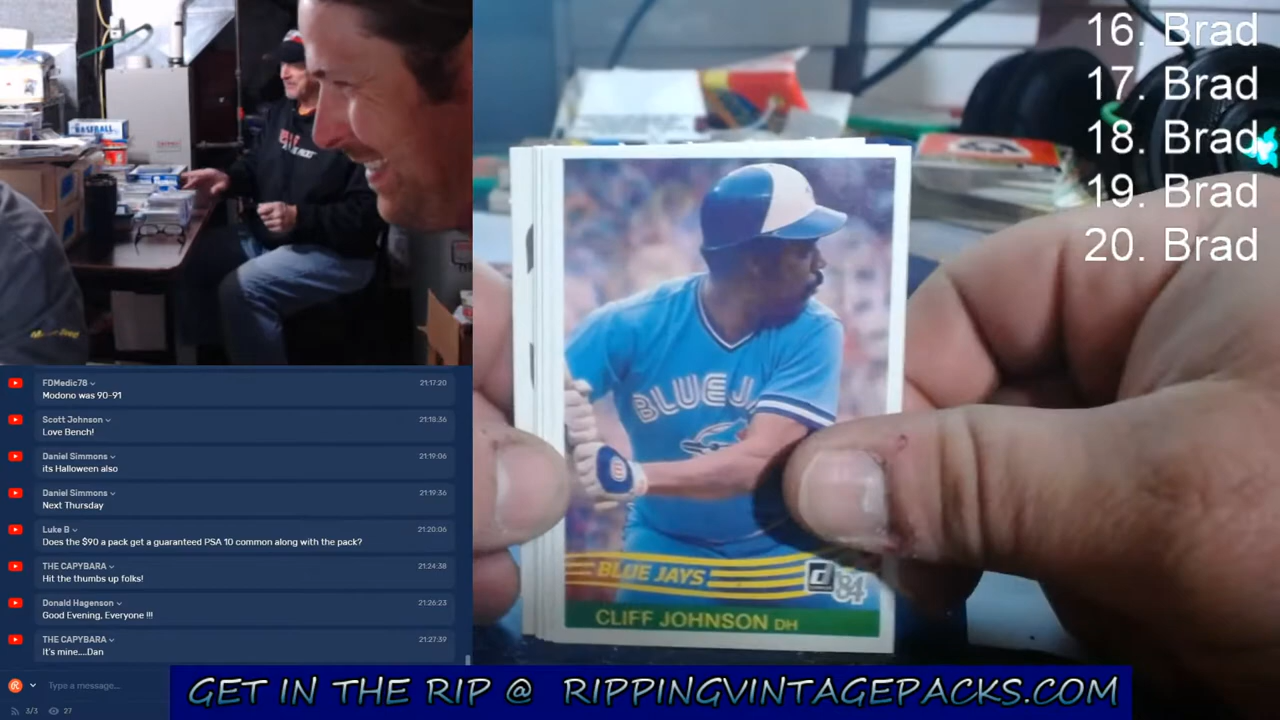 16. Brad
17. Brad
18. Brad
19. Brad
20. Brad
BASEBALL
BLUE JA
BLUE JAYS
d '84
CLIFF JOHNSON DH
FDMedic78 21:17:20
Modono was 90-91
Scott Johnson 21:18:36
Love Bench!
Daniel Simmons 21:19:06
its Halloween also
Daniel Simmons 21:19:36
Next Thursday
Luke B 21:20:06
Does the $90 a pack get a guaranteed PSA 10 common along with the pack?
THE CAPYBARA 21:24:38
Hit the thumbs up folks!
Donald Hagenson 21:26:23
Good Evening, Everyone !!!
THE CAPYBARA 21:27:39
It's mine....Dan
Type a message...
3/3 27
GET IN THE RIP @ RIPPINGVINTAGEPACKS.COM